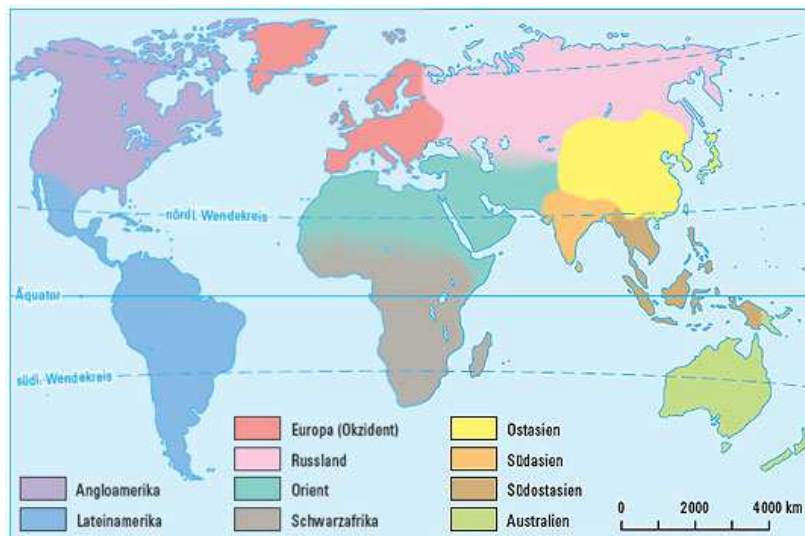 nördl. Wendekreis
Äquator
südl. Wendekreis
Angloamerika
Lateinamerika
Europa (Okzident)
Russland
Orient
Schwarzafrika
Ostasien
Südasien
Südostasien
Australien
0 2000 4000 km